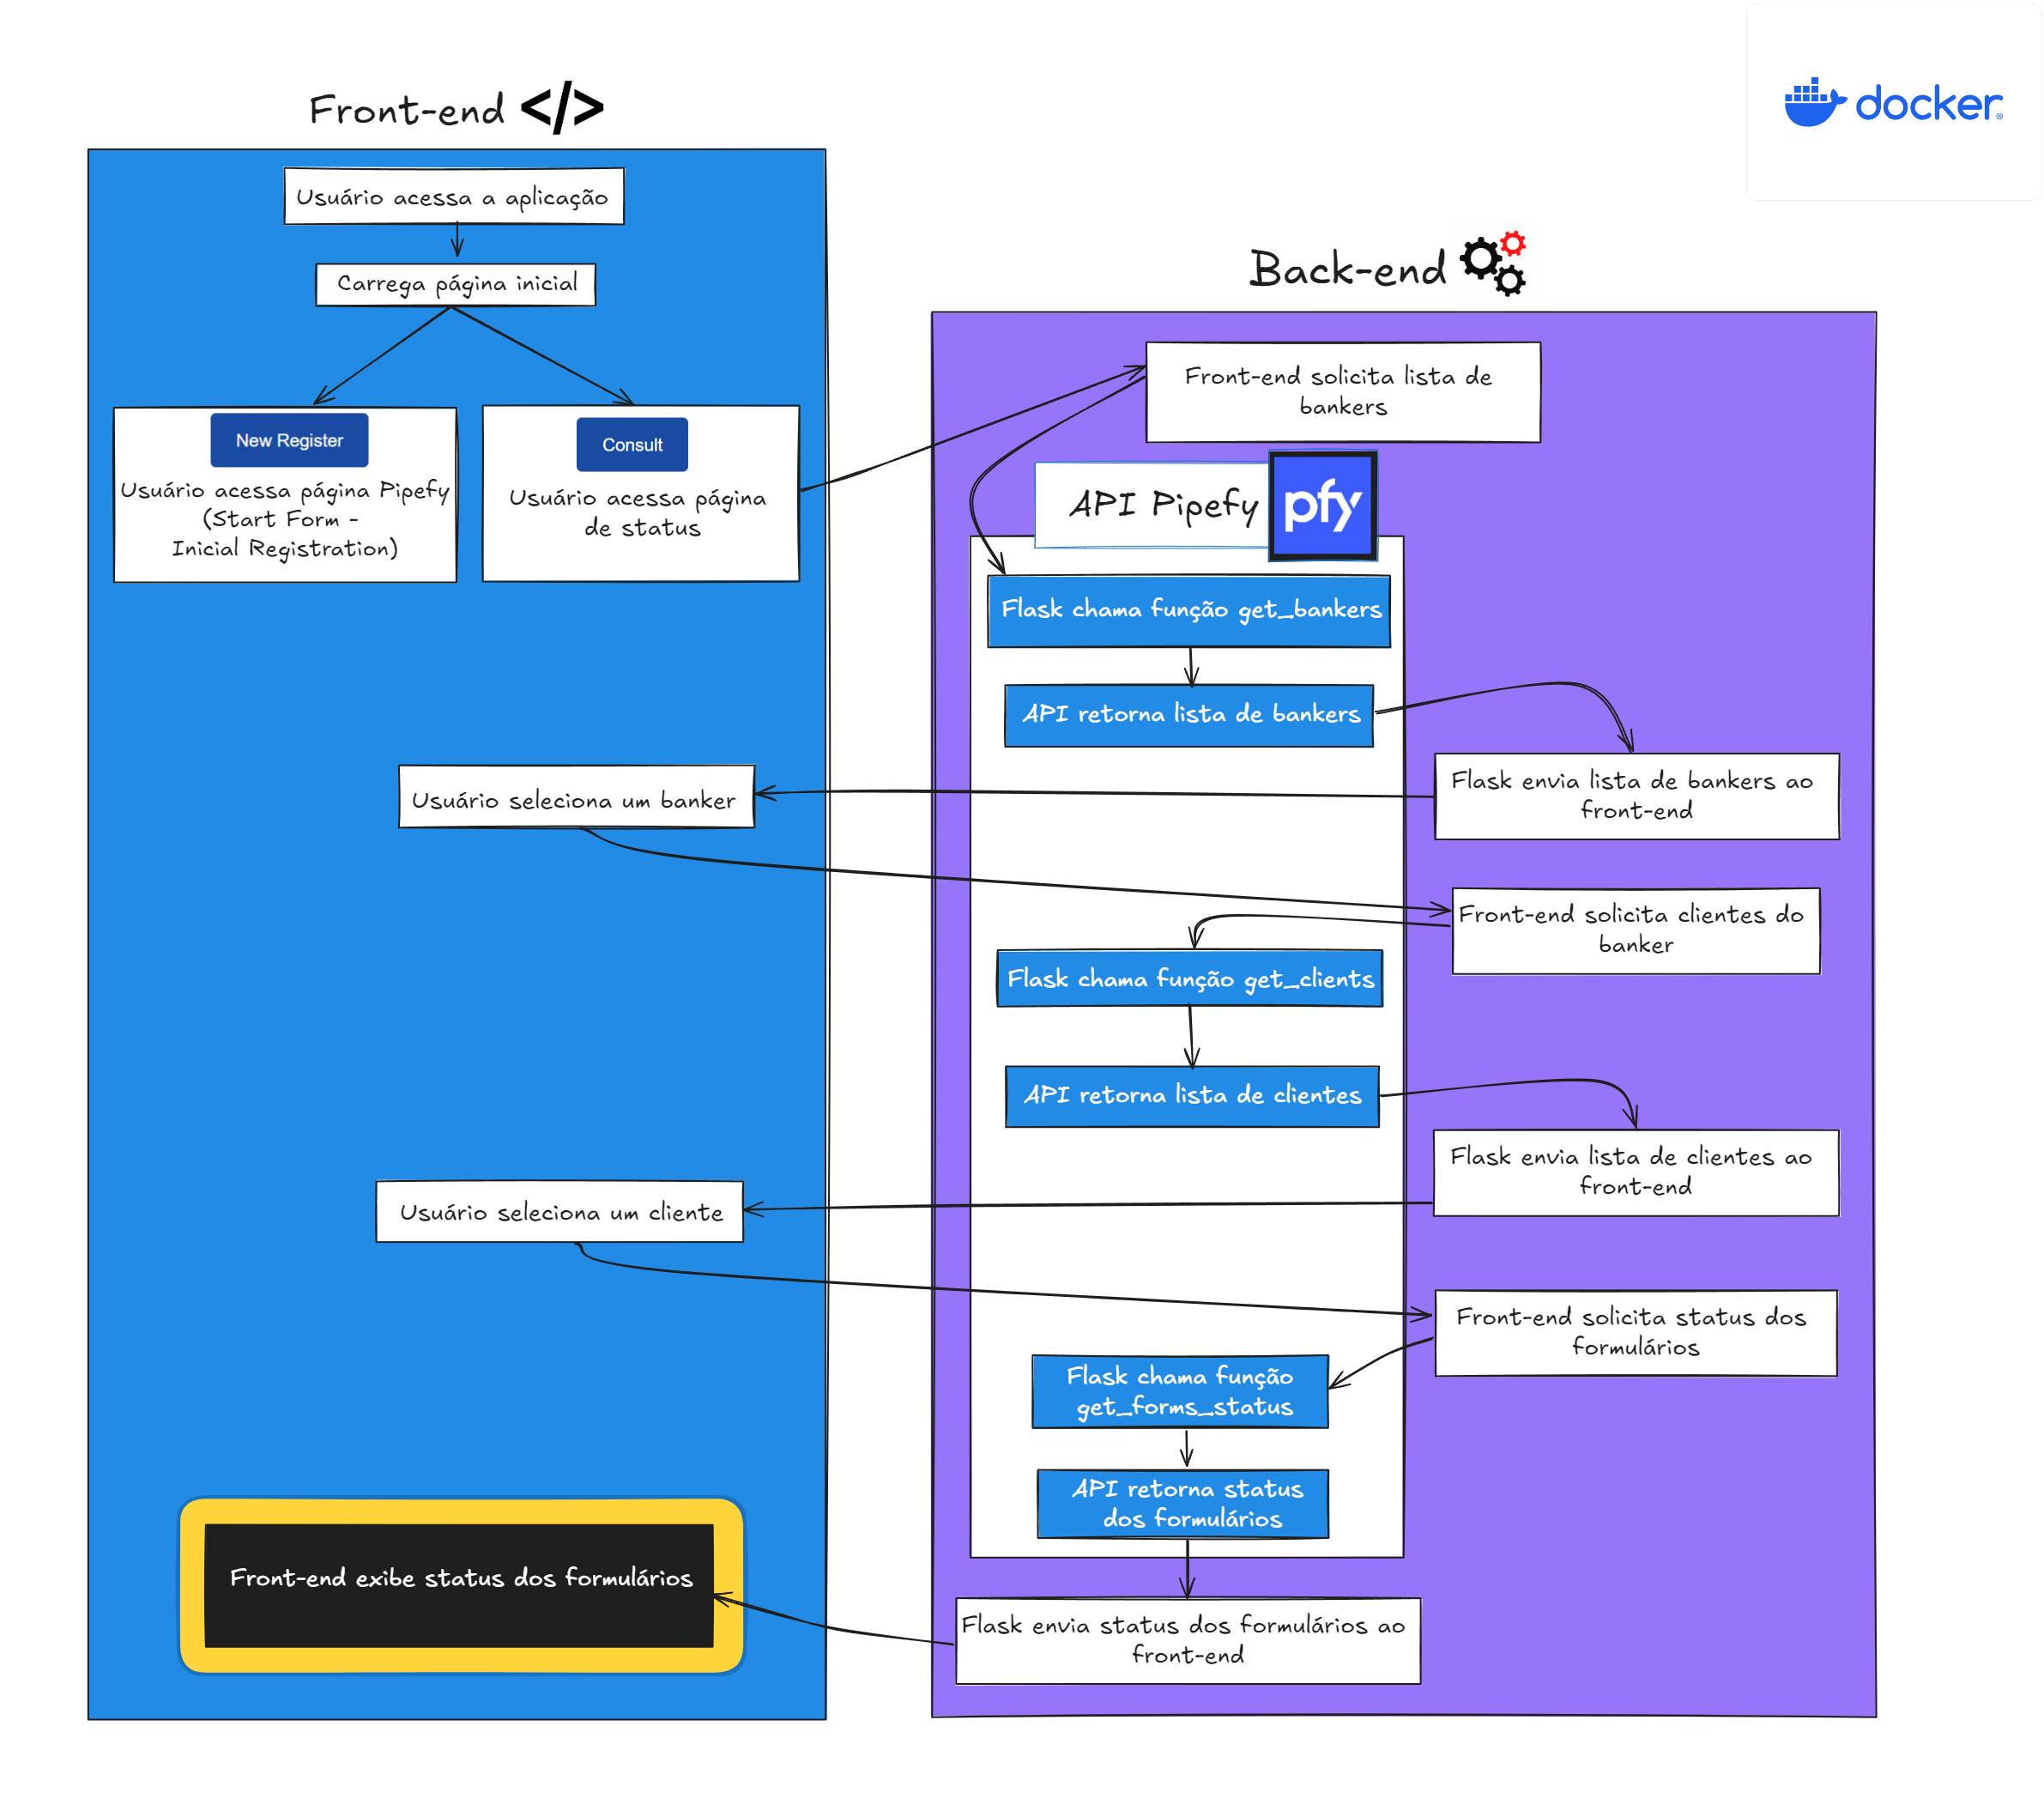 docker
Front-end </>
Usuário acessa a aplicação
Carrega página inicial
New Register
Usuário acessa página Pipefy
(Start Form -
Inicial Registration)
Consult
Usuário acessa página
de status
Back-end
Front-end solicita lista de
bankers
API Pipefy
pfy
Flask chama função get_bankers
API retorna lista de bankers
Flask envia lista de bankers ao
front-end
Usuário seleciona um banker
Front-end solicita clientes do
banker
Flask chama função get_clients
API retorna lista de clientes
Flask envia lista de clientes ao
front-end
Usuário seleciona um cliente
Front-end solicita status dos
formulários
Flask chama função
get_forms_status
API retorna status
dos formulários
Flask envia status dos formulários ao
front-end
Front-end exibe status dos formulários